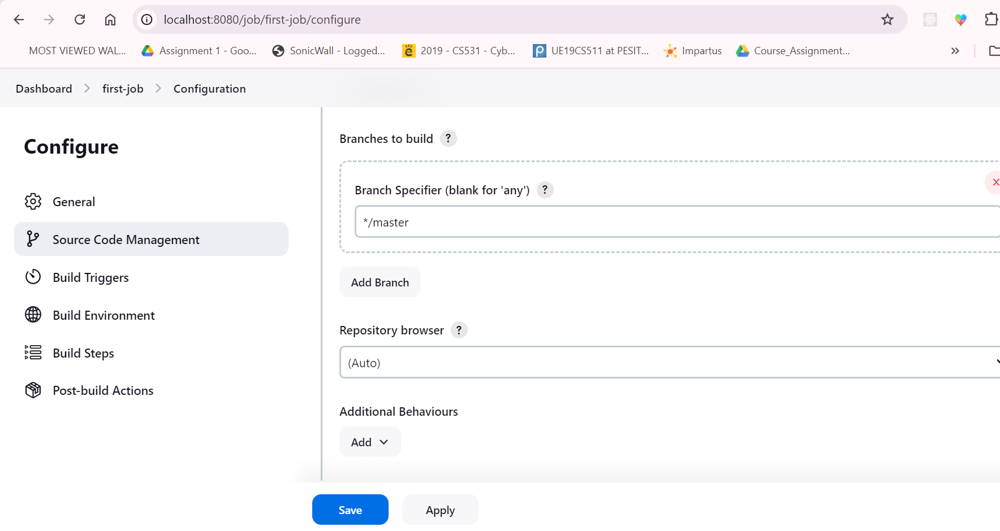 localhost:8080/job/first-job/configure
MOST VIEWED WAL... Assignment 1 - Goo... SonicWall - Logged... 2019 - CS531 - Cyb... UE19CS511 at PESIT... Impartus Course_Assignment... »
Dashboard > first-job > Configuration
Configure
General
Source Code Management
Build Triggers
Build Environment
Build Steps
Post-build Actions
Branches to build ?
Branch Specifier (blank for 'any') ?
*/master
Add Branch
Repository browser ?
(Auto)
Additional Behaviours
Add
Save Apply